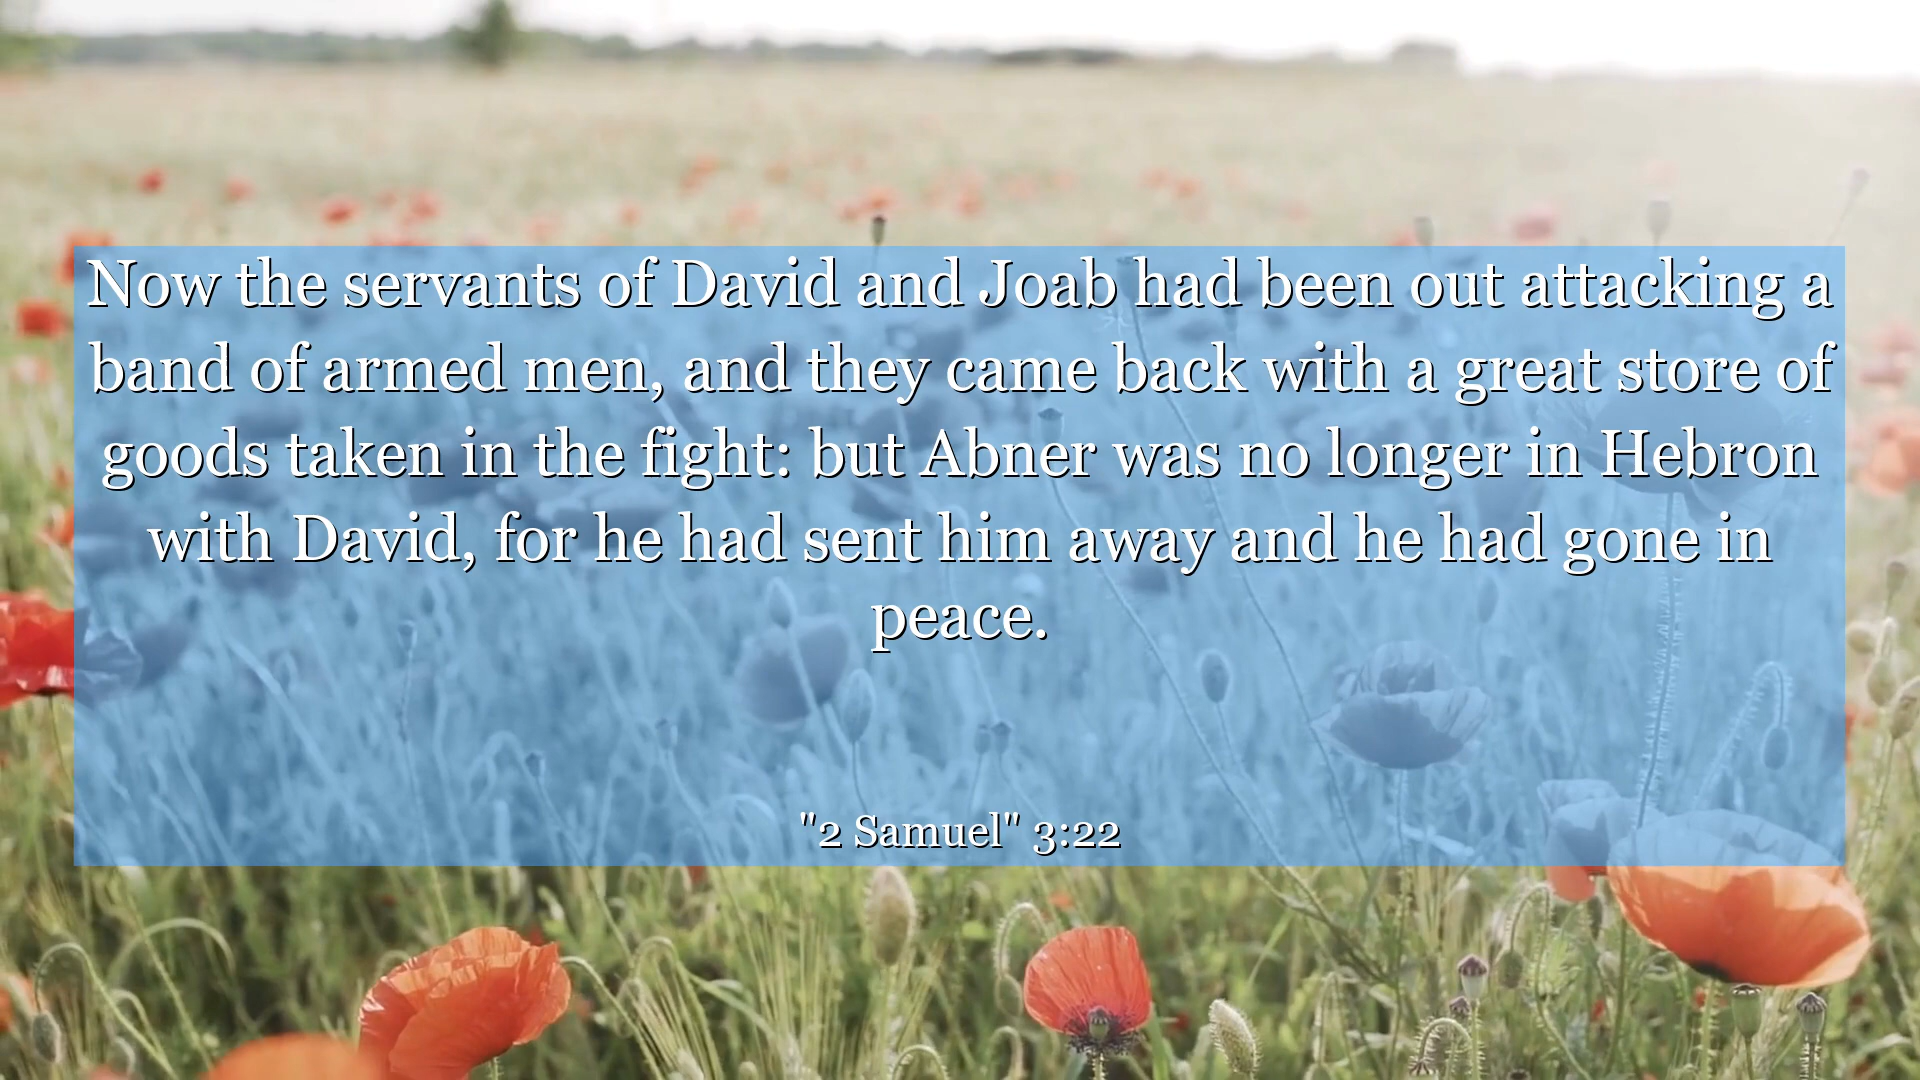 Now the servants of David and Joab had been out attacking a
band of armed men, and they came back with a great store of
goods taken in the fight: but Abner was no longer in Hebron
with David, for he had sent him away and he had gone in
peace.
"2 Samuel" 3:22